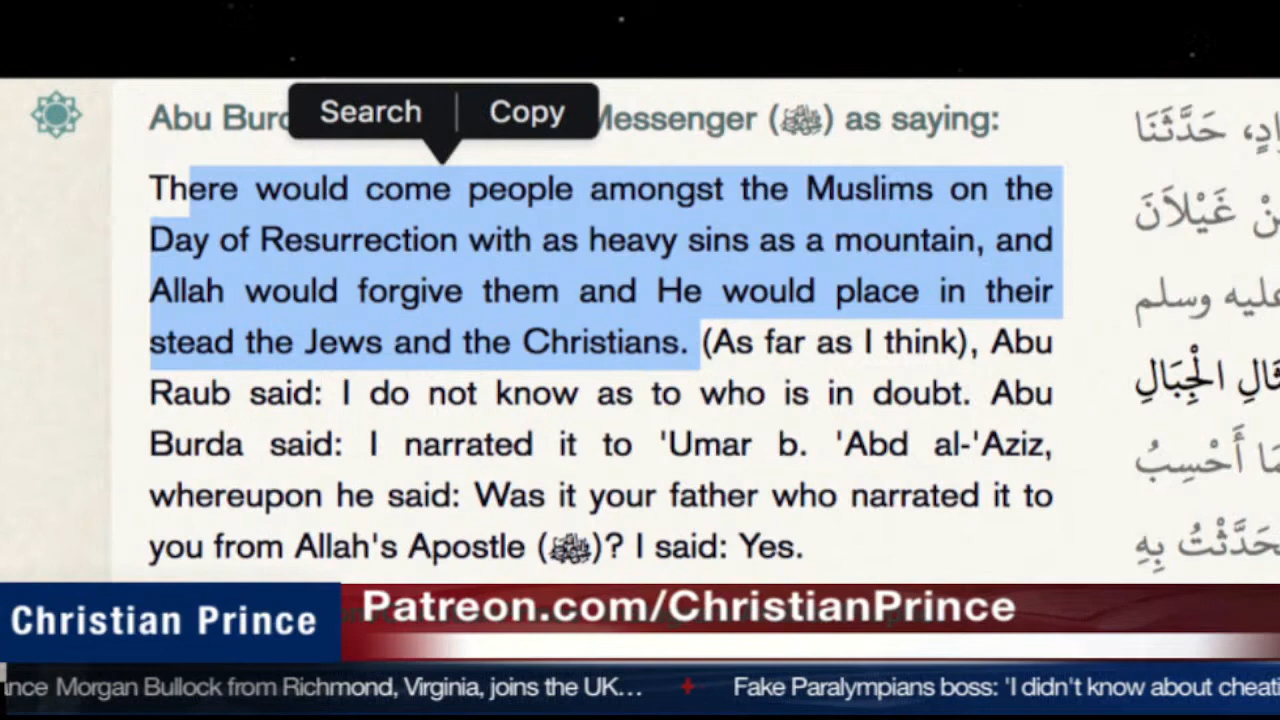 Search Copy
Abu Burd Messenger (ﷺ) as saying:
There would come people amongst the Muslims on the
Day of Resurrection with as heavy sins as a mountain, and
Allah would forgive them and He would place in their
stead the Jews and the Christians. (As far as I think), Abu
Raub said: I do not know as to who is in doubt. Abu
Burda said: I narrated it to 'Umar b. 'Abd al-'Aziz,
whereupon he said: Was it your father who narrated it to
you from Allah's Apostle (ﷺ)? I said: Yes.
حَدَّثَنَا
غَيْلاَنَ
عليه وسلم
الْجِبَالِ
أَحْسِبُ
بِهِ
Christian Prince
Patreon.com/ChristianPrince
nce Morgan Bullock from Richmond, Virginia, joins the UK… Fake Paralympians boss: 'I didn't know about cheati